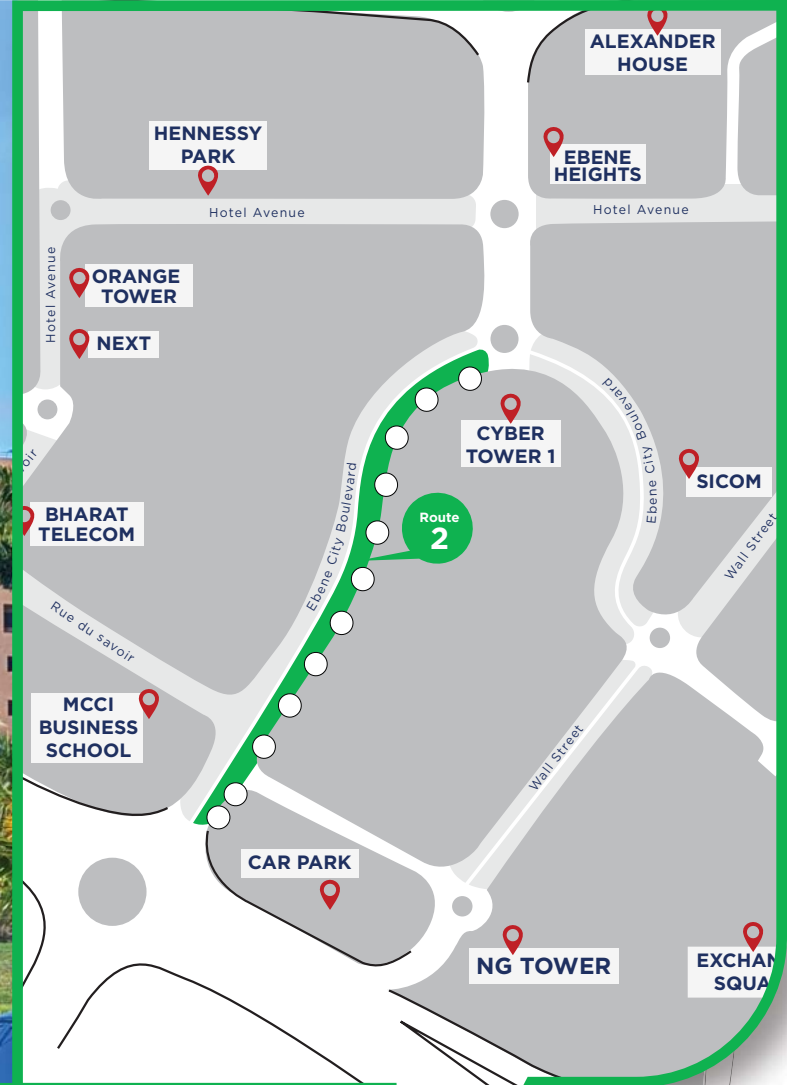 ALEXANDER
HOUSE
HENNESSY
PARK
EBENE
HEIGHTS
Hotel Avenue
Hotel Avenue
Hotel Avenue
ORANGE
TOWER
NEXT
CYBER
TOWER 1
Ebene City Boulevard
SICOM
Ebene City Boulevard
Route
2
BHARAT
TELECOM
Wall Street
Rue du savoir
MCCI
BUSINESS
SCHOOL
Wall Street
CAR PARK
NG TOWER
EXCHAN
SQUA